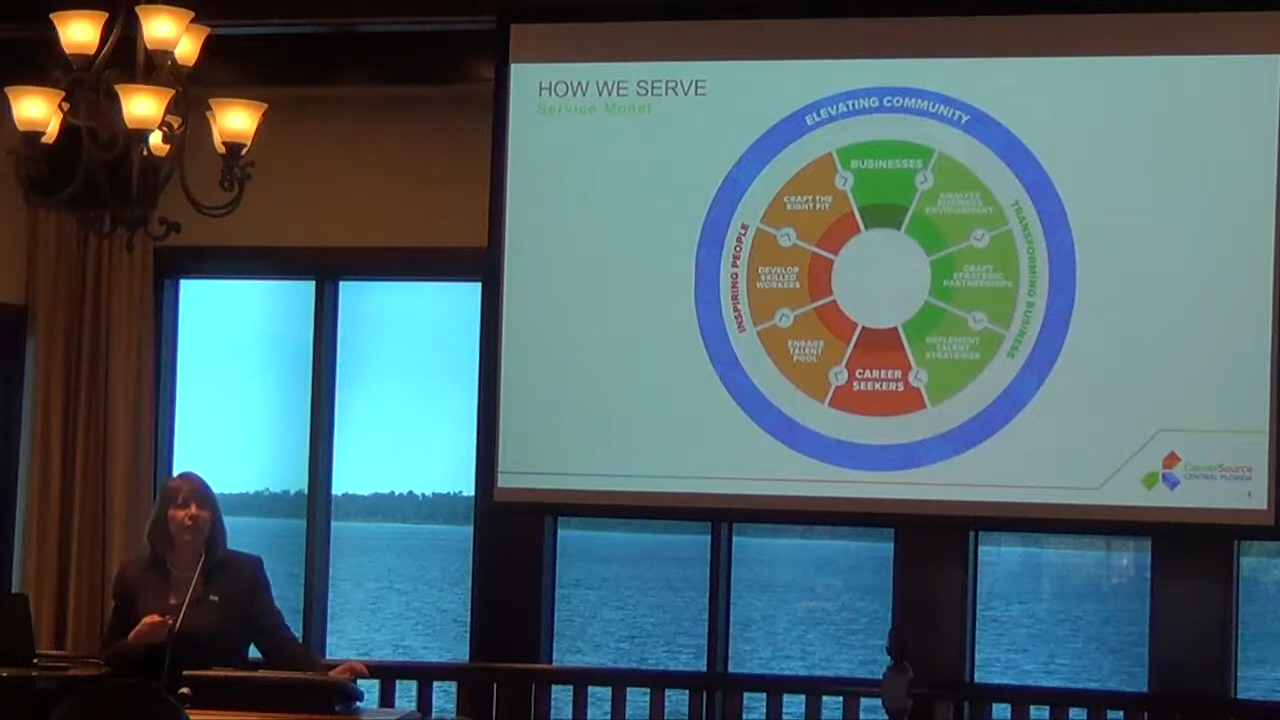 HOW WE SERVE
Service Model
ELEVATING COMMUNITY
BUSINESSES
ANALYZE
BUSINESS
ENVIRONMENT
CRAFT
STRATEGIC
PARTNERSHIPS
IMPLEMENT
TALENT
STRATEGIES
TRANSFORMING BUSINESS
CAREER
SEEKERS
ENGAGE
TALENT
POOL
DEVELOP
SKILLED
WORKERS
CRAFT THE
RIGHT FIT
INSPIRING PEOPLE
CareerSource
CENTRAL FLORIDA